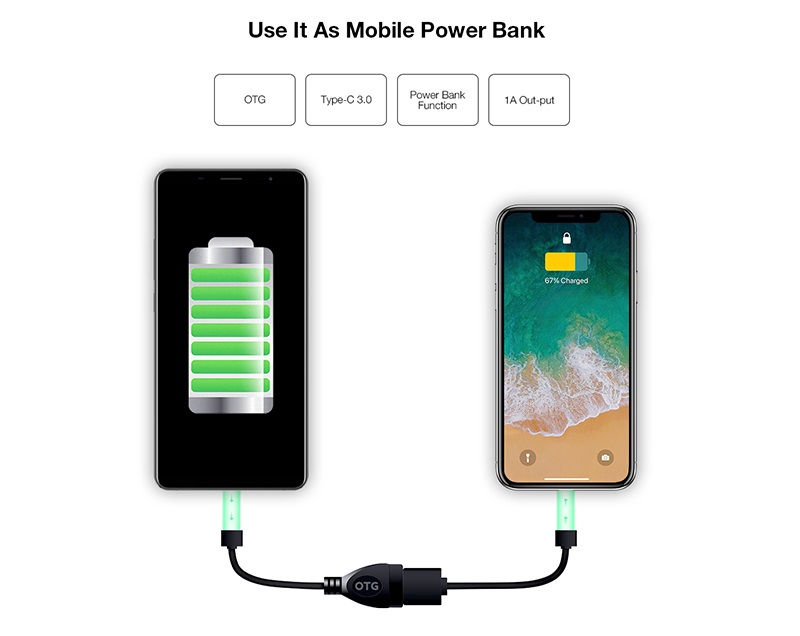 Use It As Mobile Power Bank
OTG
Type-C 3.0
Power Bank
Function
1A Out-put
67% Charged
OTG